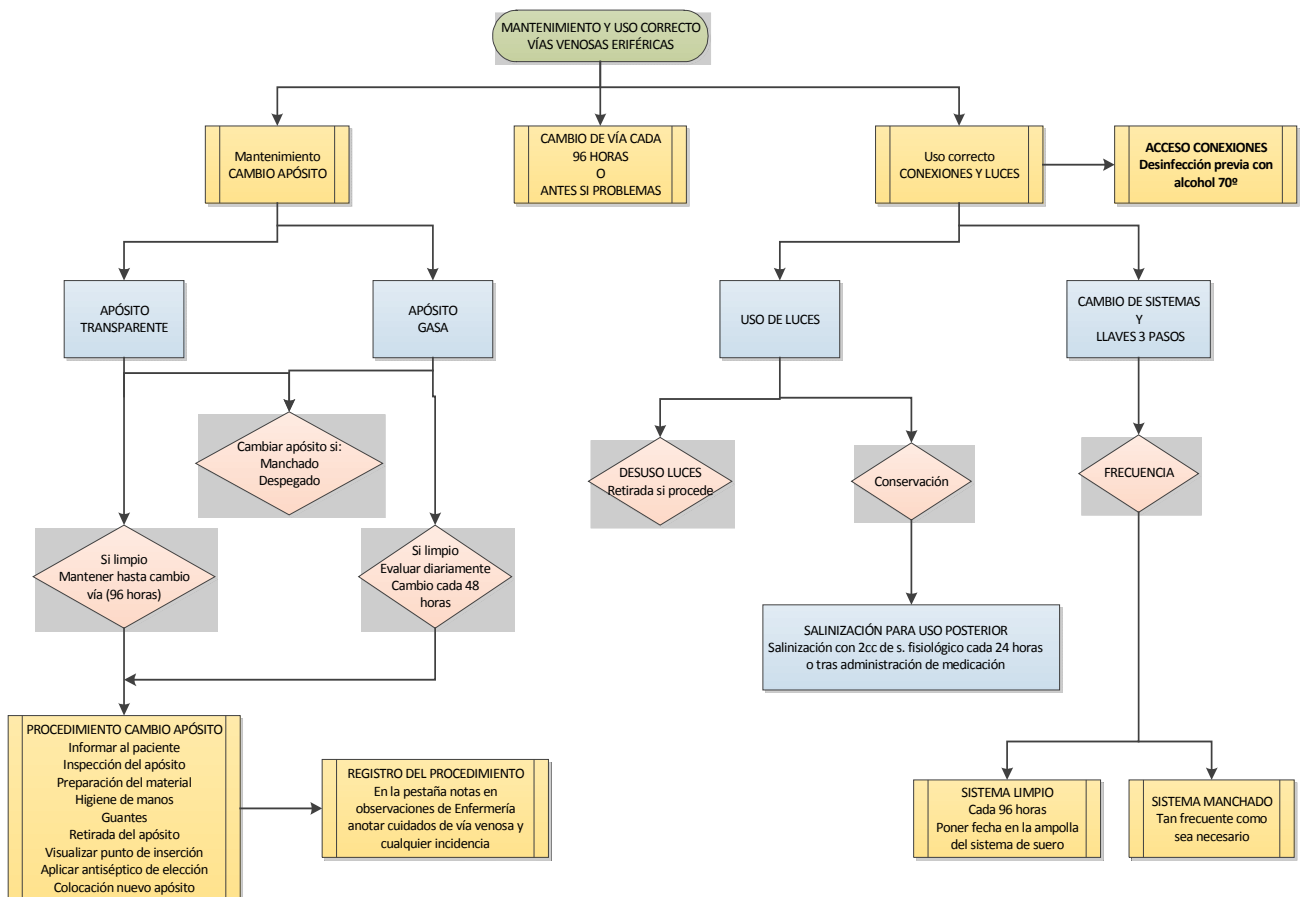 MANTENIMIENTO Y USO CORRECTO
VÍAS VENOSAS ERIFÉRICAS
Mantenimiento
CAMBIO APÓSITO
CAMBIO DE VÍA CADA
96 HORAS
O
ANTES SI PROBLEMAS
Uso correcto
CONEXIONES Y LUCES
ACCESO CONEXIONES
Desinfección previa con
alcohol 70º
APÓSITO
TRANSPARENTE
APÓSITO
GASA
USO DE LUCES
CAMBIO DE SISTEMAS
Y
LLAVES 3 PASOS
Cambiar apósito si:
Manchado
Despegado
DESUSO LUCES
Retirada si procede
Conservación
FRECUENCIA
Si limpio
Mantener hasta cambio
vía (96 horas)
Si limpio
Evaluar diariamente
Cambio cada 48
horas
SALINIZACIÓN PARA USO POSTERIOR
Salinización con 2cc de s. fisiológico cada 24 horas
o tras administración de medicación
PROCEDIMIENTO CAMBIO APÓSITO
Informar al paciente
Inspección del apósito
Preparación del material
Higiene de manos
Guantes
Retirada del apósito
Visualizar punto de inserción
Aplicar antiséptico de elección
Colocación nuevo apósito
REGISTRO DEL PROCEDIMIENTO
En la pestaña notas en
observaciones de Enfermería
anotar cuidados de vía venosa y
cualquier incidencia
SISTEMA LIMPIO
Cada 96 horas
Poner fecha en la ampolla
del sistema de suero
SISTEMA MANCHADO
Tan frecuente como
sea necesario